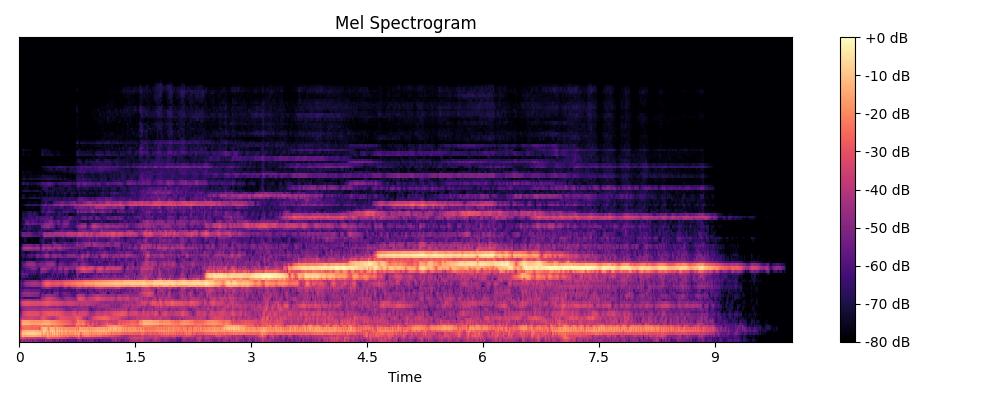 Mel Spectrogram
+0 dB
-10 dB
-20 dB
-30 dB
-40 dB
-50 dB
-60 dB
-70 dB
-80 dB
0 1.5 3 4.5 6 7.5 9
Time